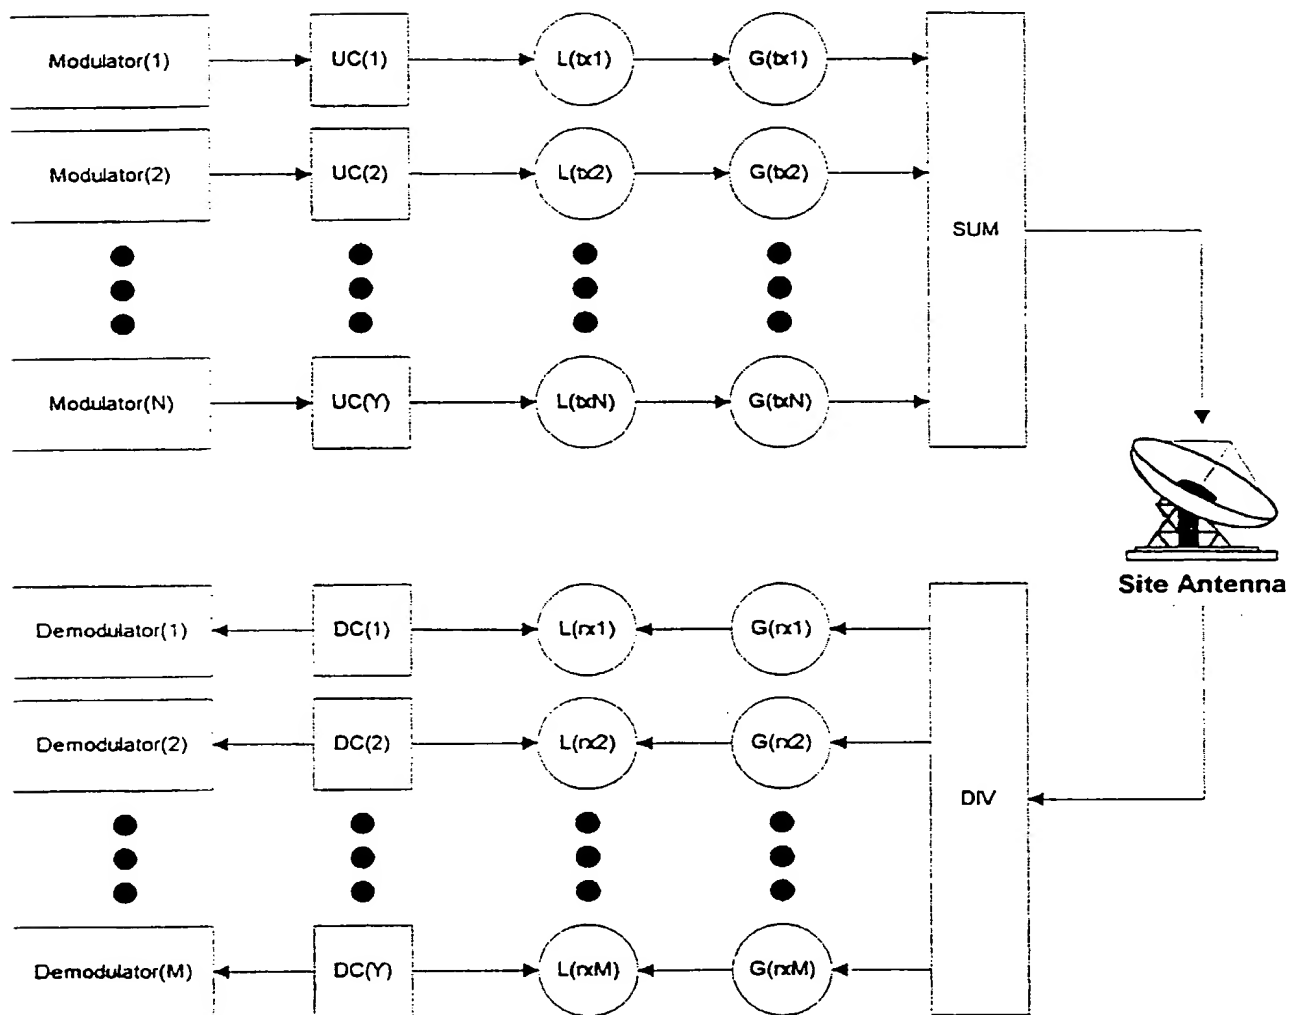 Modulator(1) UC(1) L(tx1) G(tx1)
Modulator(2) UC(2) L(tx2) G(tx2)
SUM
Modulator(N) UC(Y) L(txN) G(txN)
Site Antenna
Demodulator(1) DC(1) L(rx1) G(rx1)
Demodulator(2) DC(2) L(rx2) G(rx2)
DIV
Demodulator(M) DC(Y) L(rxM) G(rxM)